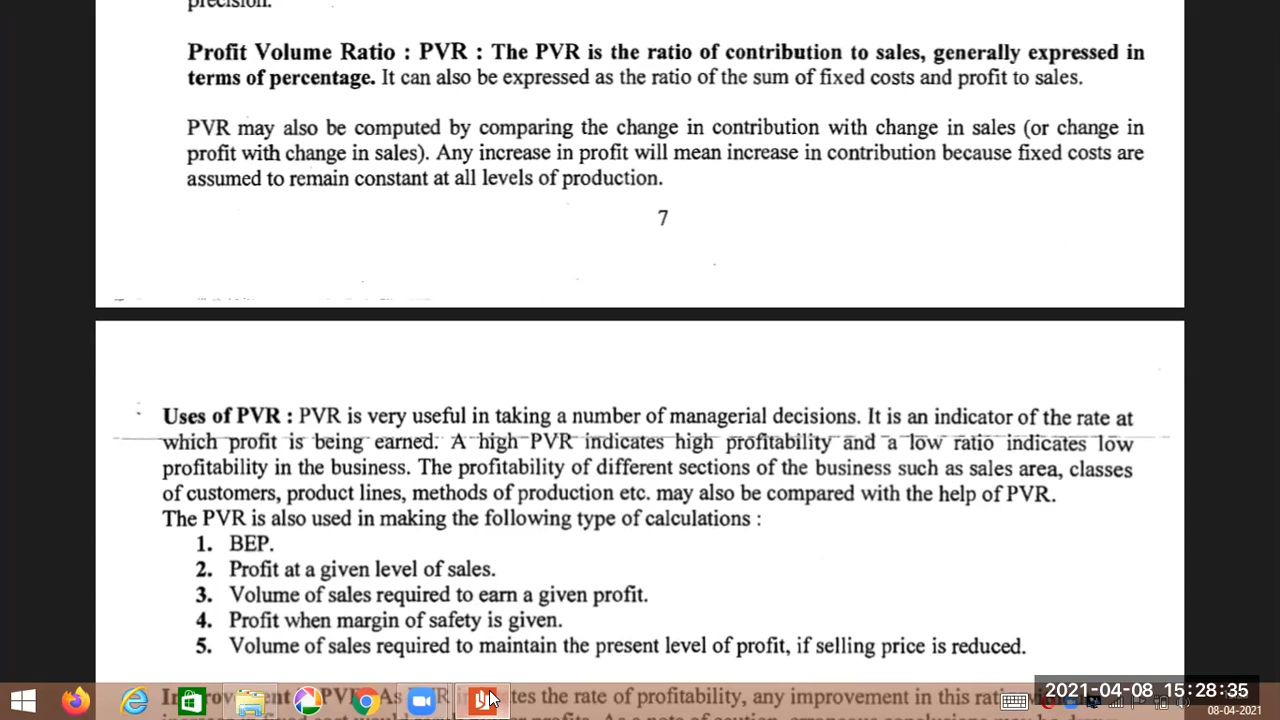 precision.
Profit Volume Ratio : PVR : The PVR is the ratio of contribution to sales, generally expressed in
terms of percentage. It can also be expressed as the ratio of the sum of fixed costs and profit to sales.
PVR may also be computed by comparing the change in contribution with change in sales (or change in
profit with change in sales). Any increase in profit will mean increase in contribution because fixed costs are
assumed to remain constant at all levels of production.
7
Uses of PVR : PVR is very useful in taking a number of managerial decisions. It is an indicator of the rate at
which profit is being earned. A high PVR indicates high profitability and a low ratio indicates low
profitability in the business. The profitability of different sections of the business such as sales area, classes
of customers, product lines, methods of production etc. may also be compared with the help of PVR.
The PVR is also used in making the following type of calculations :
1. BEP.
2. Profit at a given level of sales.
3. Volume of sales required to earn a given profit.
4. Profit when margin of safety is given.
5. Volume of sales required to maintain the present level of profit, if selling price is reduced.
the rate of profitability, any improvement in this
2021-04-08 15:28:35
08-04-2021